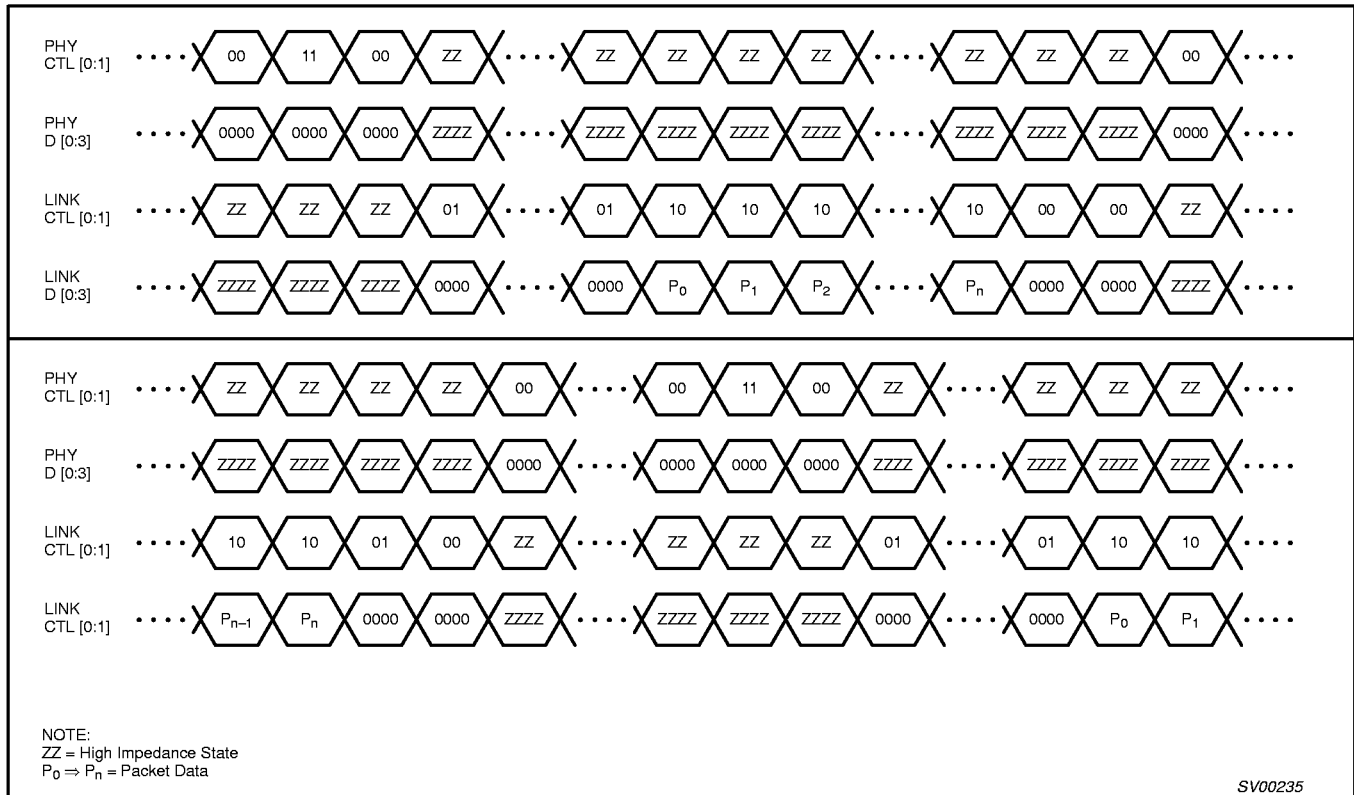 PHY
CTL [0:1]
00 11 00 ZZ ZZ ZZ ZZ ZZ ZZ ZZ ZZ 00
PHY
D [0:3]
0000 0000 0000 ZZZZ ZZZZ ZZZZ ZZZZ ZZZZ ZZZZ ZZZZ ZZZZ 0000
LINK
CTL [0:1]
ZZ ZZ ZZ 01 01 10 10 10 10 00 00 ZZ
LINK
D [0:3]
ZZZZ ZZZZ ZZZZ 0000 0000 P0 P1 P2 Pn 0000 0000 ZZZZ
PHY
CTL [0:1]
ZZ ZZ ZZ ZZ 00 00 11 00 ZZ ZZ ZZ ZZ
PHY
D [0:3]
ZZZZ ZZZZ ZZZZ ZZZZ 0000 0000 0000 0000 ZZZZ ZZZZ ZZZZ ZZZZ
LINK
CTL [0:1]
10 10 01 00 ZZ ZZ ZZ ZZ 01 01 10 10
LINK
CTL [0:1]
Pn–1 Pn 0000 0000 ZZZZ ZZZZ ZZZZ ZZZZ 0000 0000 P0 P1
NOTE:
ZZ = High Impedance State
P0 ⇒ Pn = Packet Data
SV00235